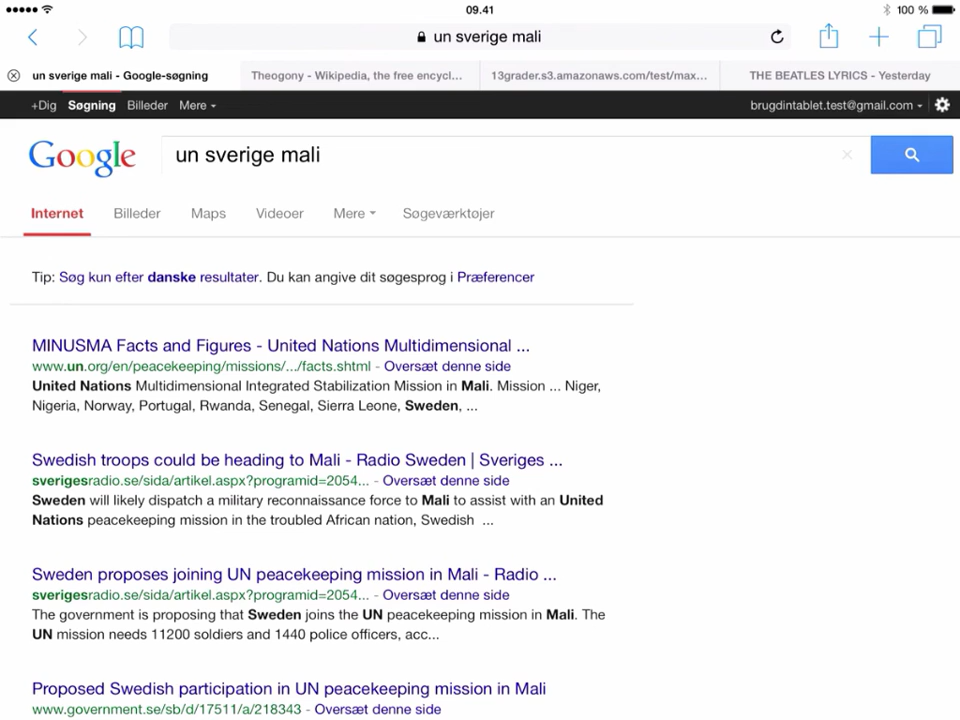 09.41
100 %
un sverige mali
un sverige mali - Google-søgning
Theogony - Wikipedia, the free encycl...
13grader.s3.amazonaws.com/test/max...
THE BEATLES LYRICS - Yesterday
+Dig Søgning Billeder Mere
brugdintablet.test@gmail.com
Google
un sverige mali
Internet Billeder Maps Videoer Mere Søgeværktøjer
Tip: Søg kun efter danske resultater. Du kan angive dit søgesprog i Præferencer
MINUSMA Facts and Figures - United Nations Multidimensional ...
www.un.org/en/peacekeeping/missions/.../facts.shtml - Oversæt denne side
United Nations Multidimensional Integrated Stabilization Mission in Mali. Mission ... Niger,
Nigeria, Norway, Portugal, Rwanda, Senegal, Sierra Leone, Sweden, ...
Swedish troops could be heading to Mali - Radio Sweden | Sveriges ...
sverigesradio.se/sida/artikel.aspx?programid=2054... - Oversæt denne side
Sweden will likely dispatch a military reconnaissance force to Mali to assist with an United
Nations peacekeeping mission in the troubled African nation, Swedish ...
Sweden proposes joining UN peacekeeping mission in Mali - Radio ...
sverigesradio.se/sida/artikel.aspx?programid=2054... - Oversæt denne side
The government is proposing that Sweden joins the UN peacekeeping mission in Mali. The
UN mission needs 11200 soldiers and 1440 police officers, acc...
Proposed Swedish participation in UN peacekeeping mission in Mali
www.government.se/sb/d/17511/a/218343 - Oversæt denne side